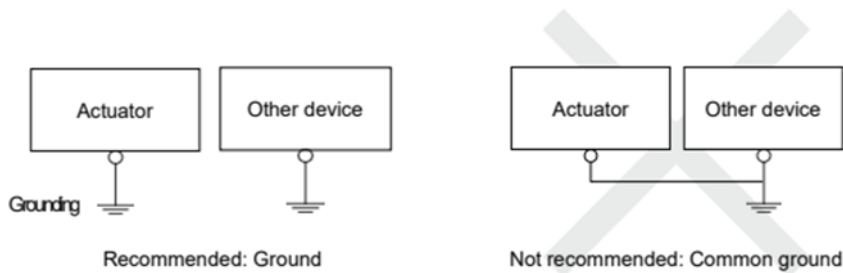 Actuator
Other device
Grounding
Recommended: Ground
Actuator
Other device
Not recommended: Common ground